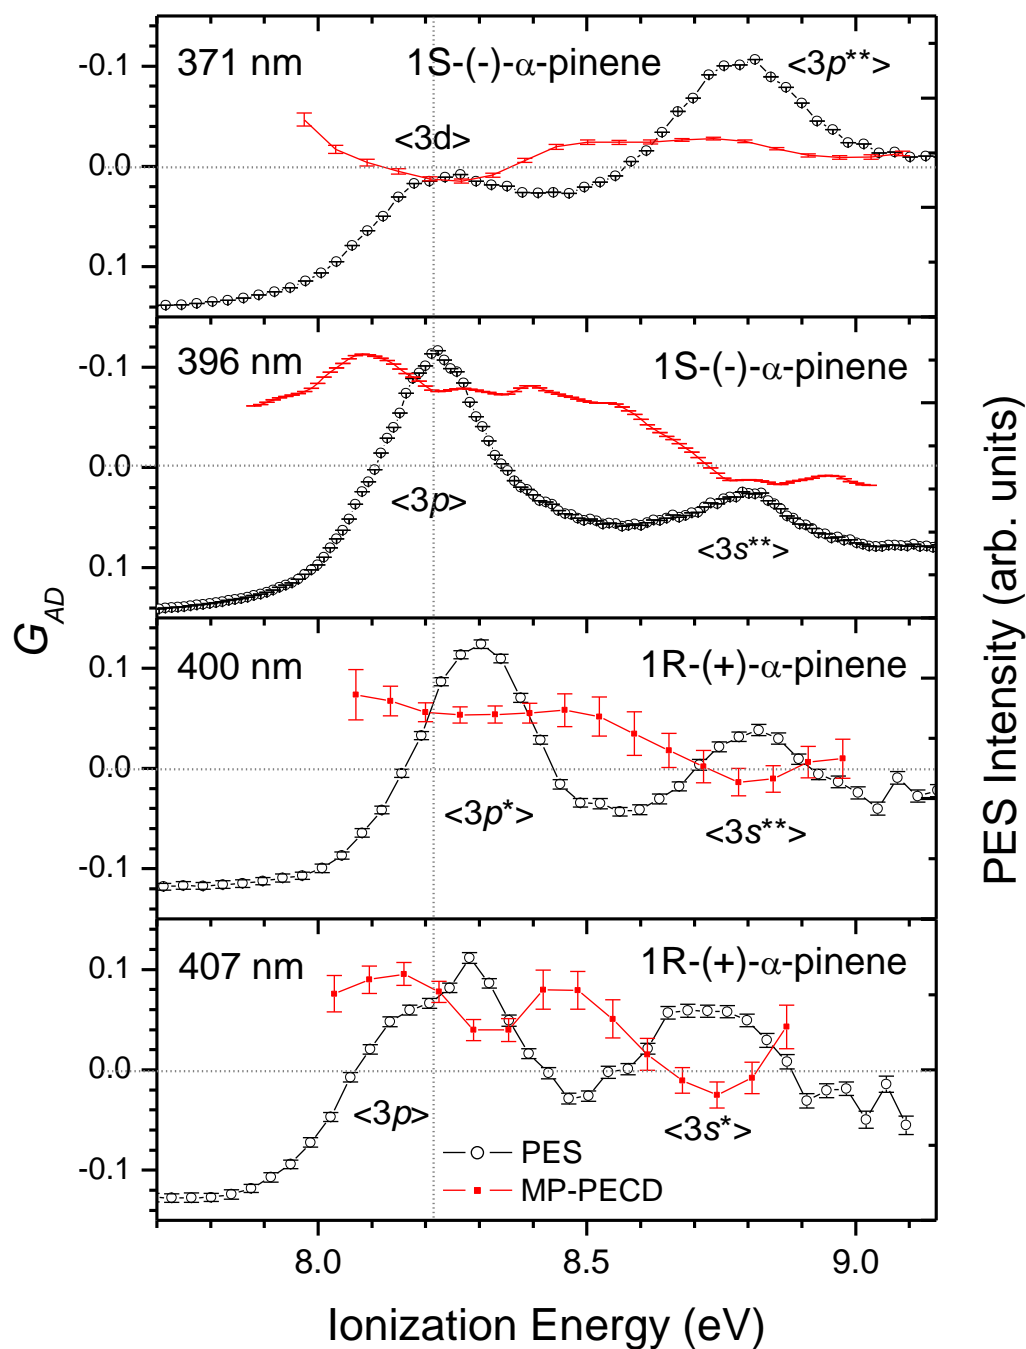 371 nm
1S-(-)-α-pinene
<3p**>
<3d>
-0.1
0.0
0.1
396 nm
1S-(-)-α-pinene
<3p>
<3s**>
-0.1
0.0
0.1
400 nm
1R-(+)-α-pinene
<3p*>
<3s**>
0.1
0.0
-0.1
407 nm
1R-(+)-α-pinene
<3p>
<3s*>
PES
MP-PECD
0.1
0.0
-0.1
8.0 8.5 9.0
Ionization Energy (eV)
G_AD
PES Intensity (arb. units)